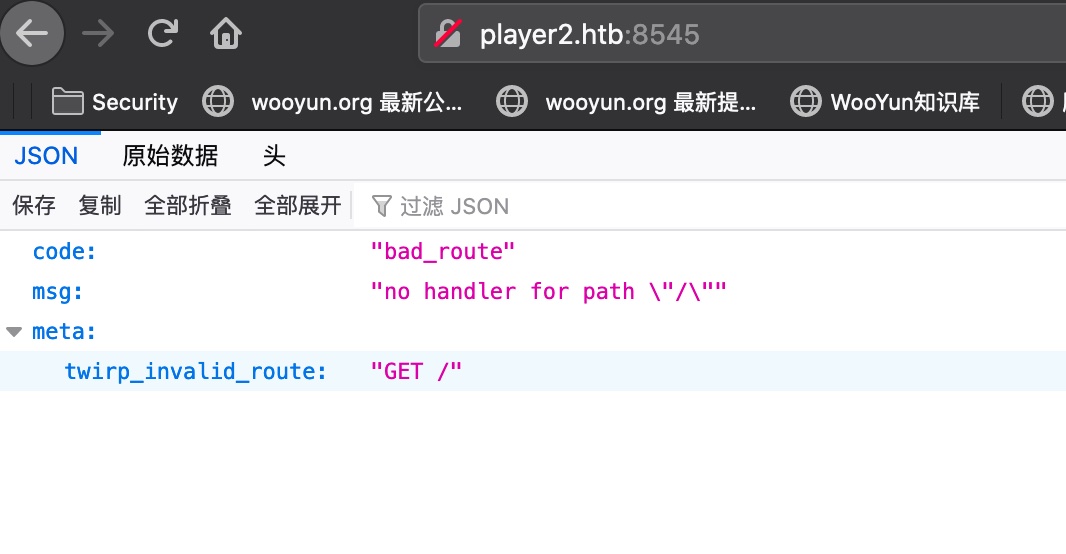 player2.htb:8545
Security wooyun.org 最新公... wooyun.org 最新提... WooYun知识库
JSON 原始数据 头
保存 复制 全部折叠 全部展开 过滤 JSON
code: "bad_route"
msg: "no handler for path \"/\""
meta:
twirp_invalid_route: "GET /"